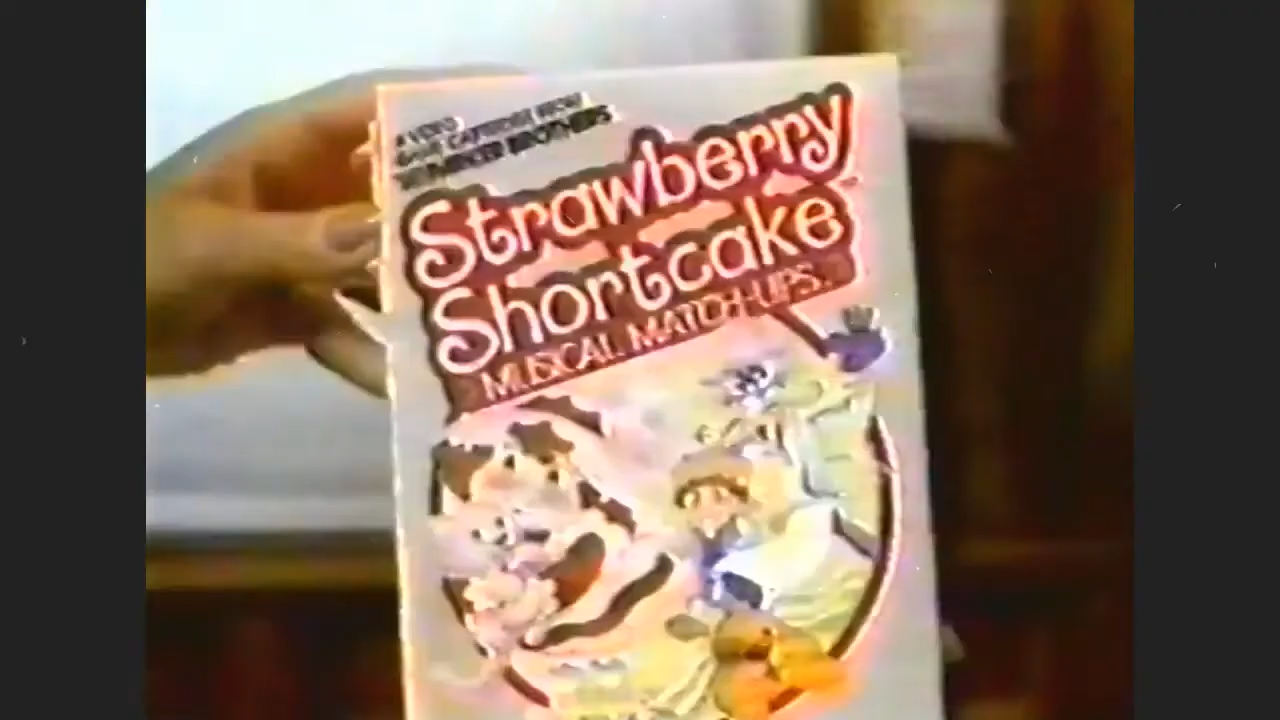 A VIDEO
GAME CARTRIDGE FROM
PARKER BROTHERS
Strawberry
Shortcake
MUSICAL MATCH-UPS